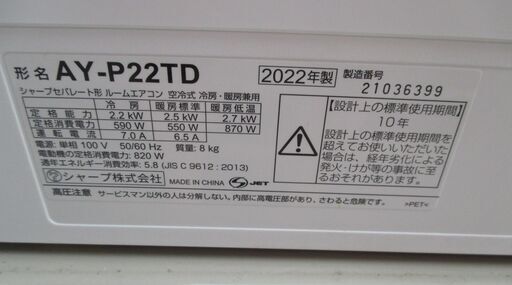 形名 AY-P22TD 2022年製 製造番号 21036399
シャープセパレート形 ルームエアコン 空冷式 冷房・暖房兼用
冷房 暖房標準 暖房低温
定格能力 2.2 kW 2.5 kW 2.7 kW
定格消費電力 590 W 550 W 870 W
運転電流 7.0 A 6.5 A
電源:単相 100 V 50/60 Hz 質量:8 kg
電動機の定格消費電力:820 W
通年エネルギー消費効率:5.8 (JIS C 9612:2013)
シャープ株式会社 MADE IN CHINA JET
【設計上の標準使用期間】
10年
設計上の標準使用期間を
超えてお使いいただいた
場合は、経年劣化による
発火・けが等の事故に至
るおそれがあります。
高圧注意 サービスマン以外の人は分解しない。内部に高電圧部があり、さわると危険です。
>PET<